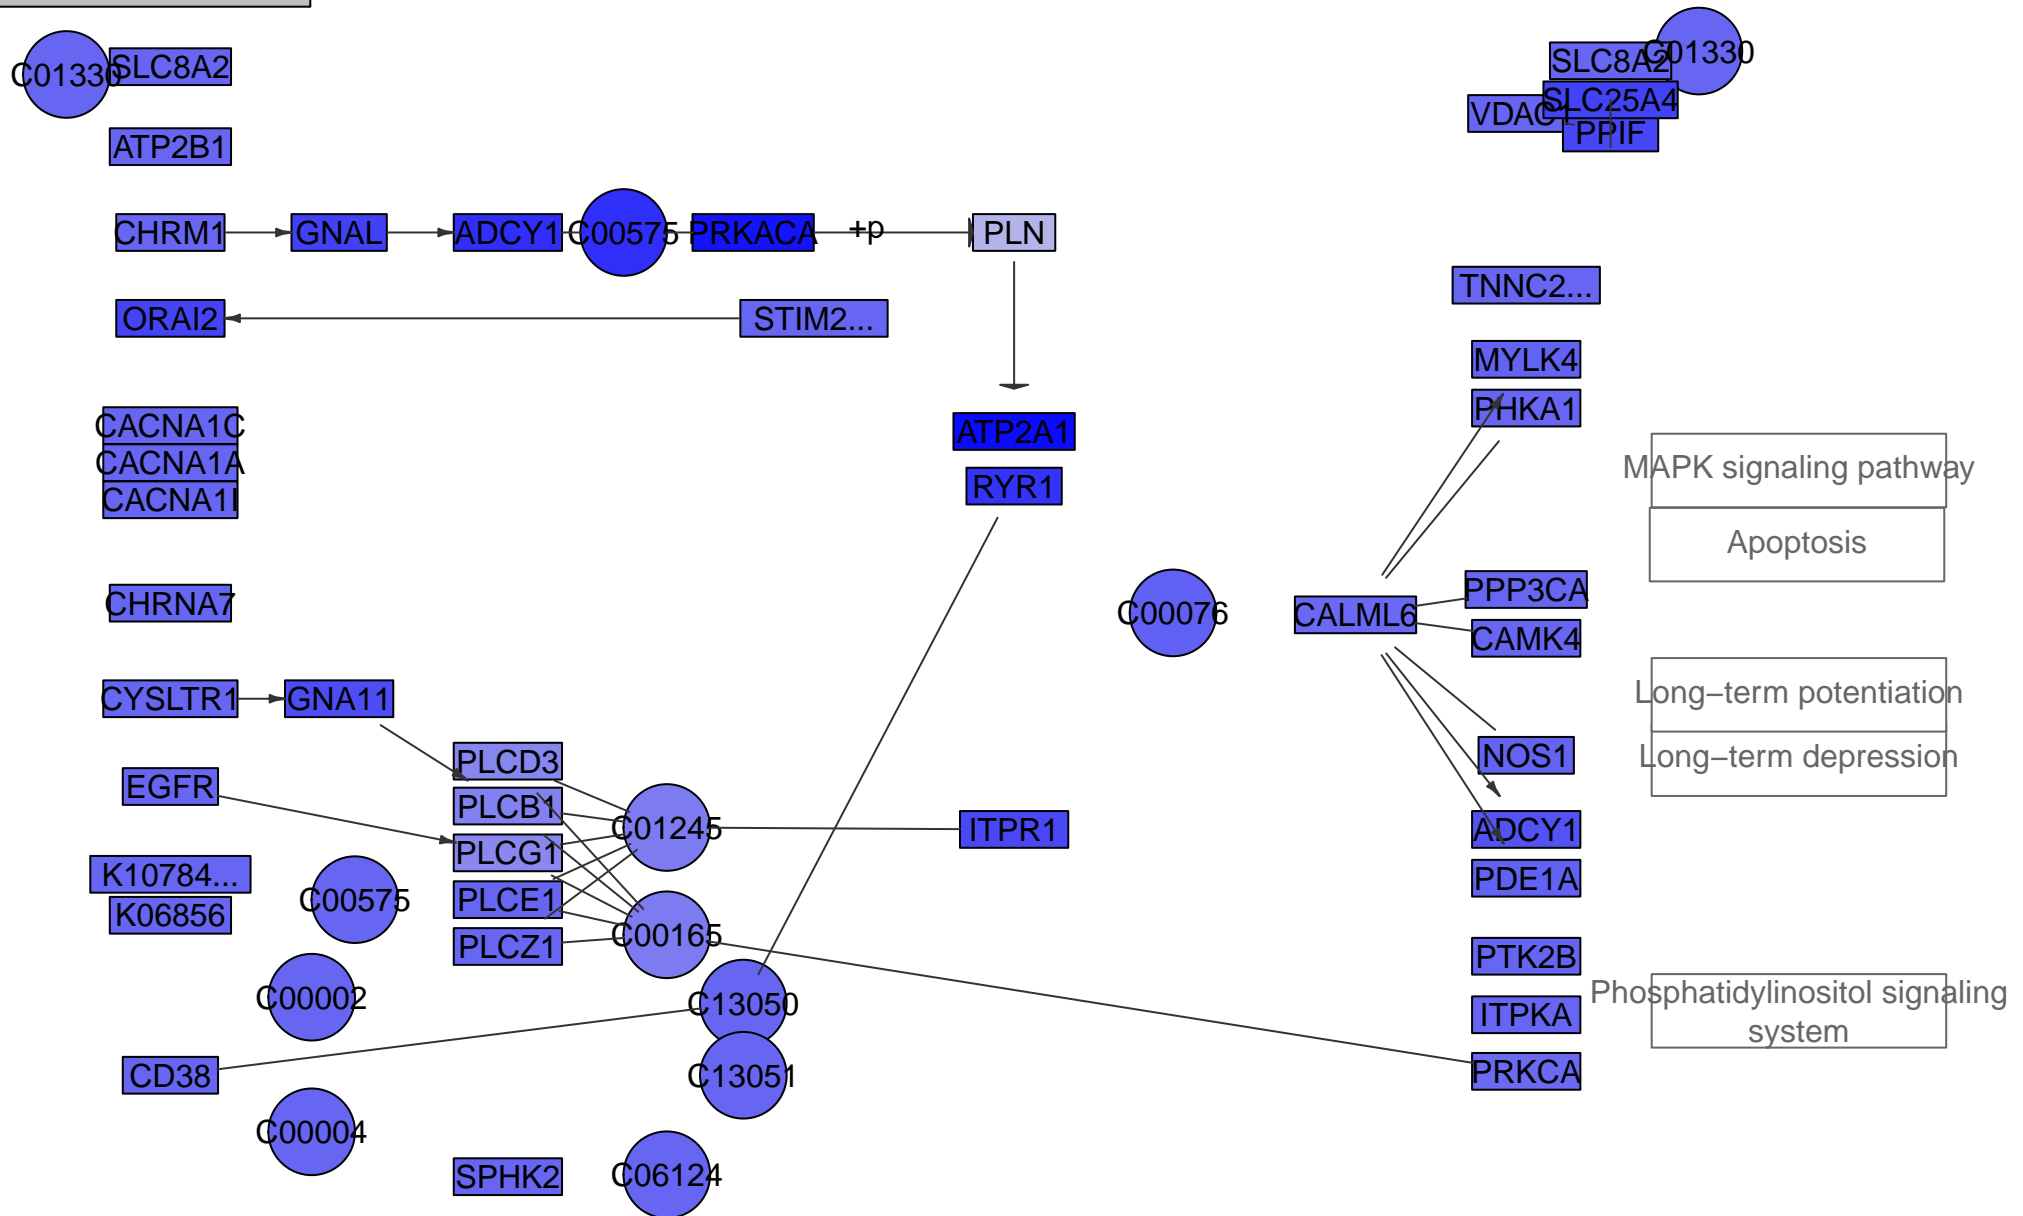 C01330
SLC8A2
SLC8A2
C01330
SLC25A4
VDAC1
PPIF
ATP2B1
CHRM1
GNAL
ADCY1
C00575
PRKACA
+p
PLN
TNNC2...
ORAI2
STIM2...
MYLK4
PHKA1
CACNA1C
CACNA1A
CACNA1I
ATP2A1
RYR1
MAPK signaling pathway
Apoptosis
CHRNA7
C00076
CALML6
PPP3CA
CAMK4
CYSLTR1
GNA11
Long−term potentiation
Long−term depression
NOS1
PLCD3
EGFR
PLCB1
C01245
ITPR1
ADCY1
PLCG1
K10784...
PDE1A
C00575
PLCE1
K06856
C00165
PLCZ1
PTK2B
C00002
C13050
Phosphatidylinositol signaling
system
ITPKA
CD38
C13051
PRKCA
C00004
SPHK2
C06124